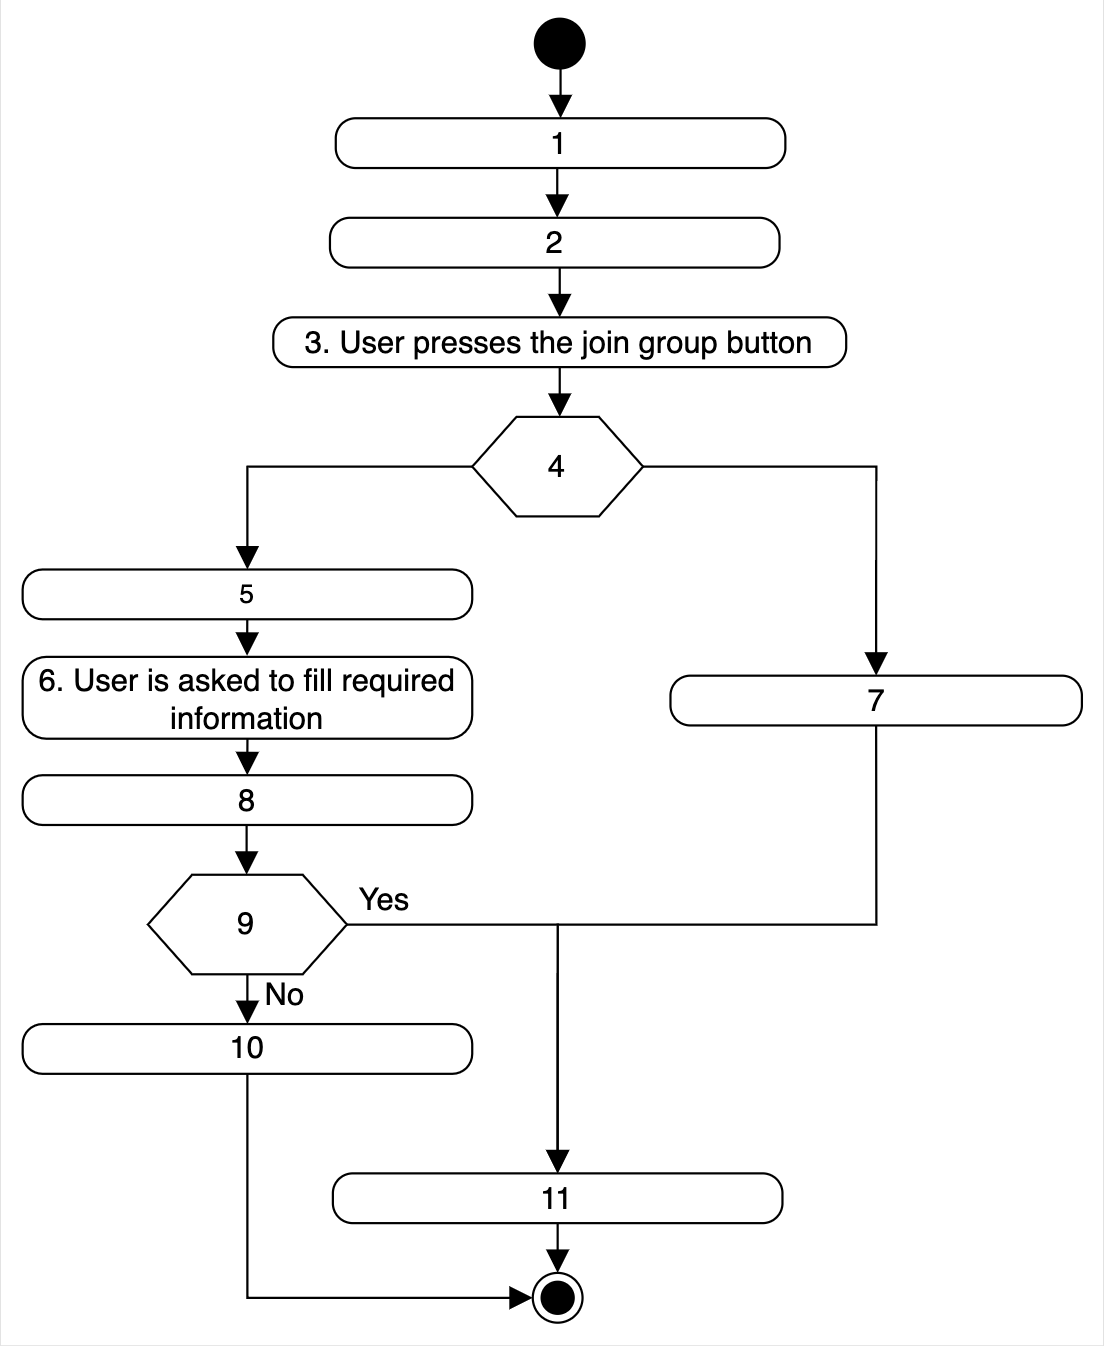 1
2
3. User presses the join group button
4
5
6. User is asked to fill required
information
7
8
9
Yes
No
10
11